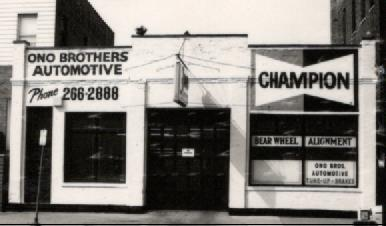 ONO BROTHERS
AUTOMOTIVE
Phone 266-2888
CHAMPION
BEAR WHEEL ALIGNMENT
ONO BROS.
AUTOMOTIVE
TUNE-UP - BRAKES